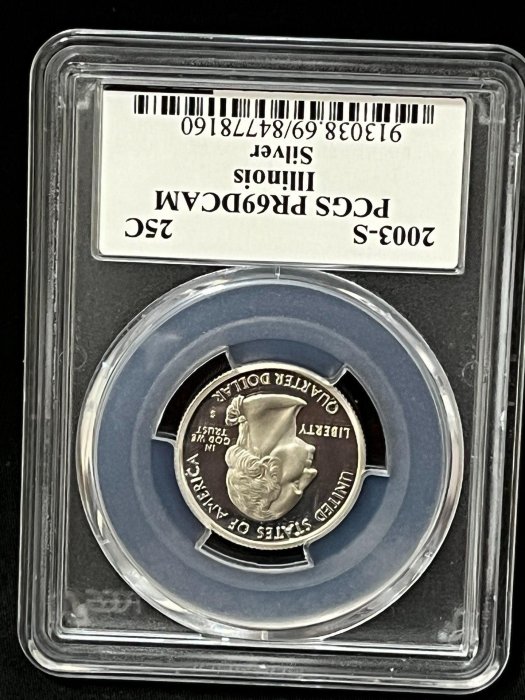 2003-S 25C
PCGS PR69DCAM
Illinois
Silver
913038.69/84778160
UNITED STATES OF AMERICA
LIBERTY
IN
GOD WE
TRUST
S
QUARTER DOLLAR